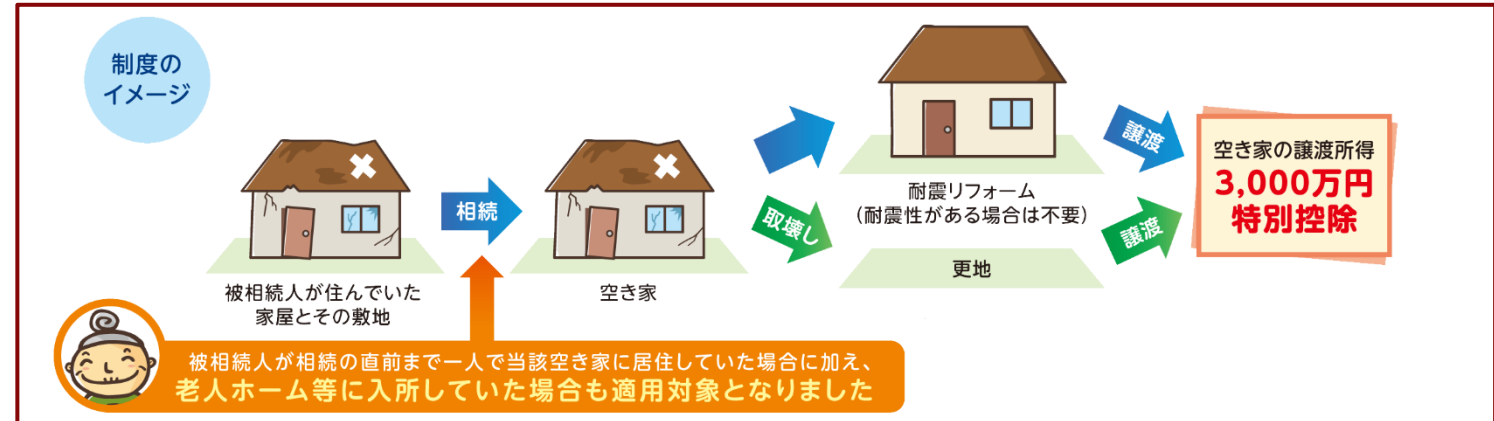 制度の
イメージ
被相続人が住んでいた
家屋とその敷地
相続
空き家
取壊し
耐震リフォーム
（耐震性がある場合は不要）
更地
譲渡
譲渡
空き家の譲渡所得
3,000万円
特別控除
被相続人が相続の直前まで一人で当該空き家に居住していた場合に加え、
老人ホーム等に入所していた場合も適用対象となりました